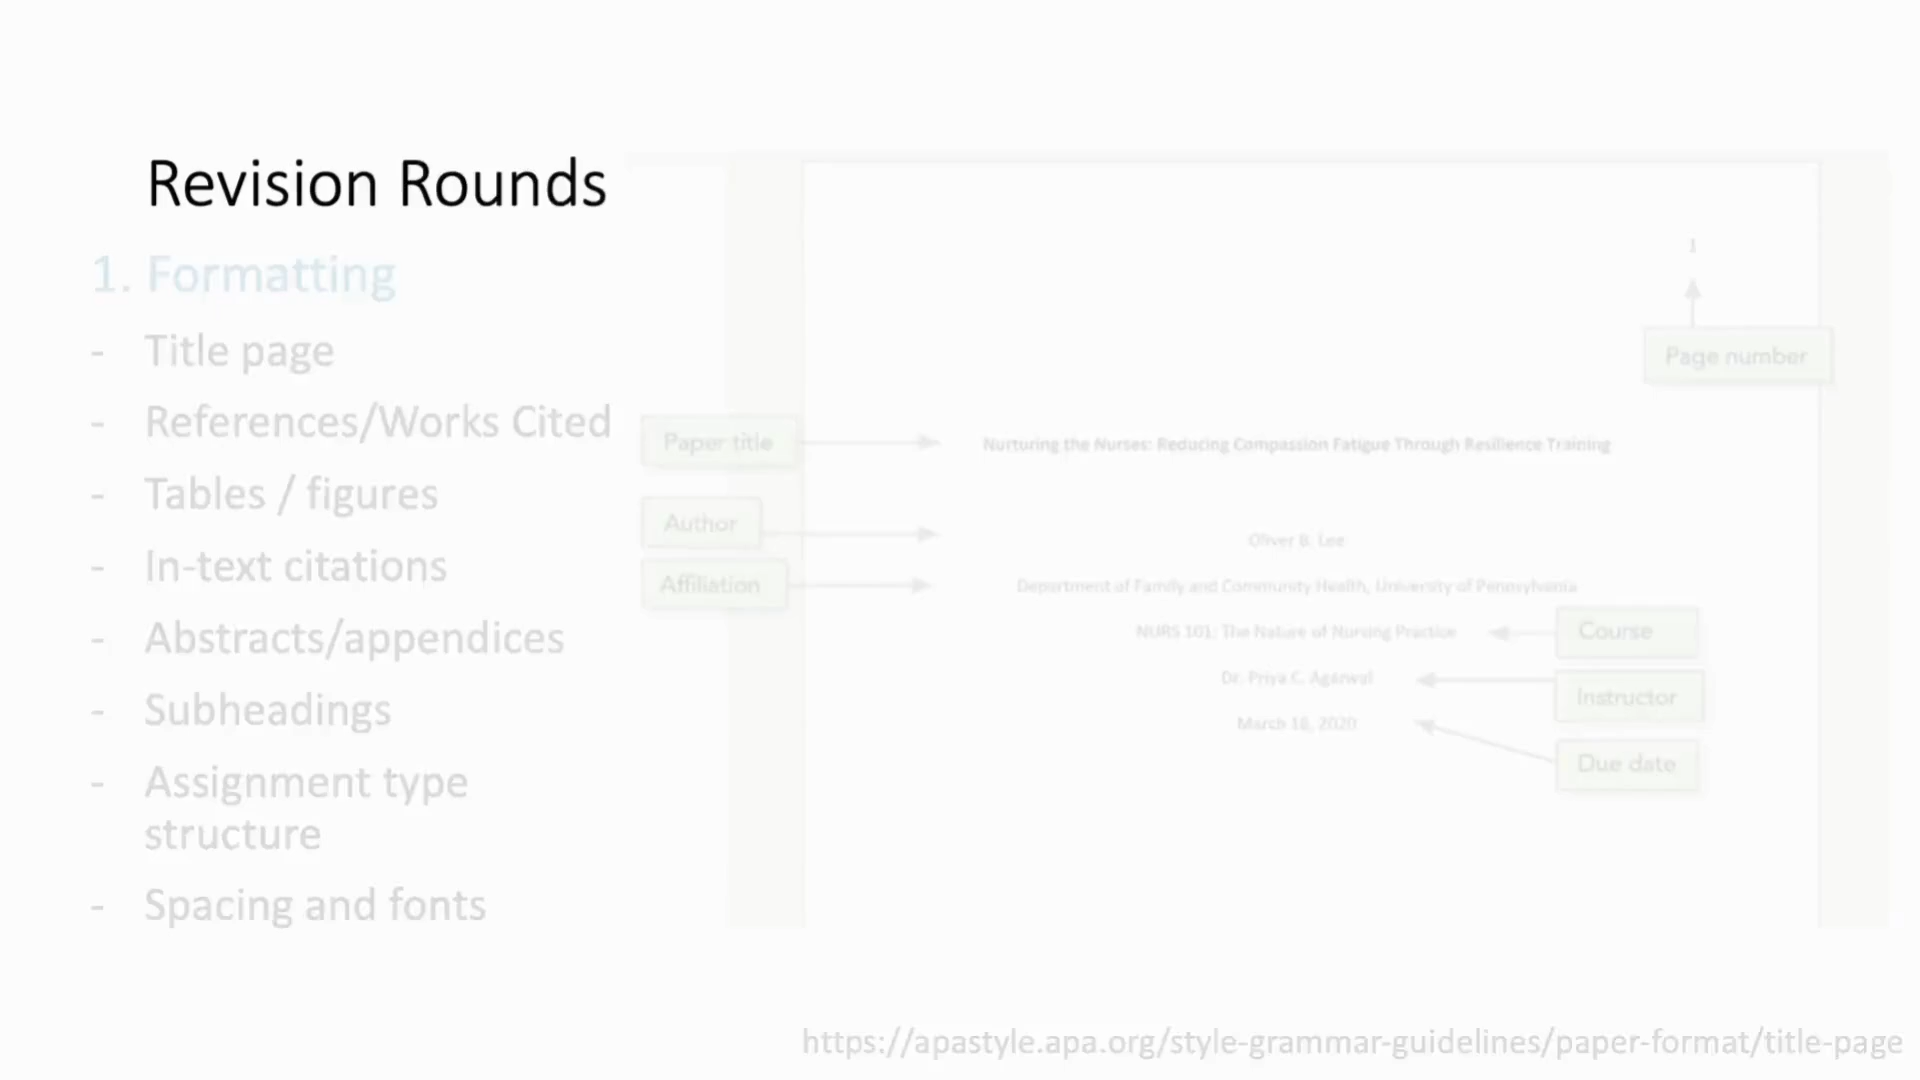 Revision Rounds
1. Formatting
- Title page
- References/Works Cited
- Tables / figures
- In-text citations
- Abstracts/appendices
- Subheadings
- Assignment type
structure
- Spacing and fonts
1
Page number
Paper title
Nurturing the Nurses: Reducing Compassion Fatigue Through Resilience Training
Author
Oliver B. Lee
Affiliation
Department of Family and Community Health, University of Pennsylvania
NURS 101: The Nature of Nursing Practice
Course
Dr. Priya C. Agarwal
Instructor
March 18, 2020
Due date
https://apastyle.apa.org/style-grammar-guidelines/paper-format/title-page